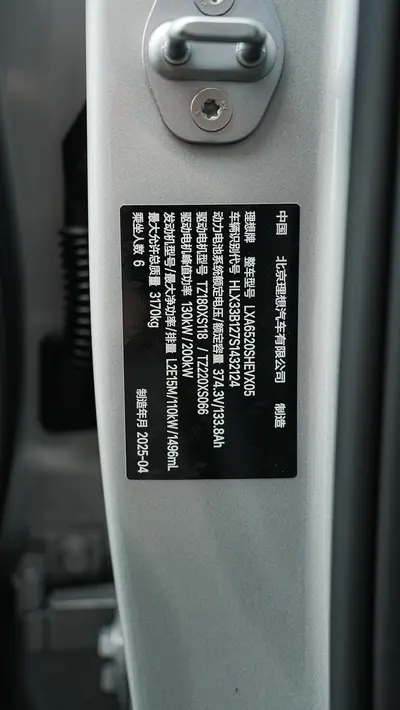 中国 北京理想汽车有限公司 制造
理想牌 整车型号 LXA6520SHEVX05
车辆识别代号 HLX33B127S1432124
动力电池系统额定电压/额定容量 374.3V/133.8Ah
驱动电机型号 TZ180XS118 / TZ220XS066
驱动电机峰值功率 130kW/200kW
发动机型号/最大净功率/排量 L2E15M/110kW/1496mL
最大允许总质量 3170kg
乘坐人数 6 制造年月 2025-04